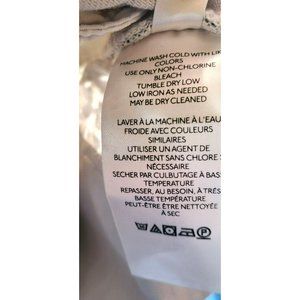 MACHINE WASH COLD WITH LIKE
COLORS
USE ONLY NON-CHLORINE
BLEACH
TUMBLE DRY LOW
LOW IRON AS NEEDED
MAY BE DRY CLEANED
LAVER À LA MACHINE À L'EAU
FROIDE AVEC COULEURS
SIMILAIRES
UTILISER UN AGENT DE
BLANCHIMENT SANS CHLORE S
NÉCESSAIRE
SECHER PAR CULBUTAGE À BASS
TEMPERATURE
REPASSER, AU BESOIN, À TRÉS
BASSE TEMPÉRATURE
PEUT-ÊTRE ÊTRE NETTOYÉE
À SEC